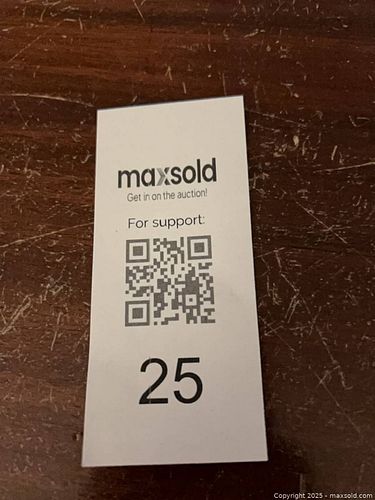 maxsold
Get in on the auction!
For support:
25
Copyright 2025 - maxsold.com